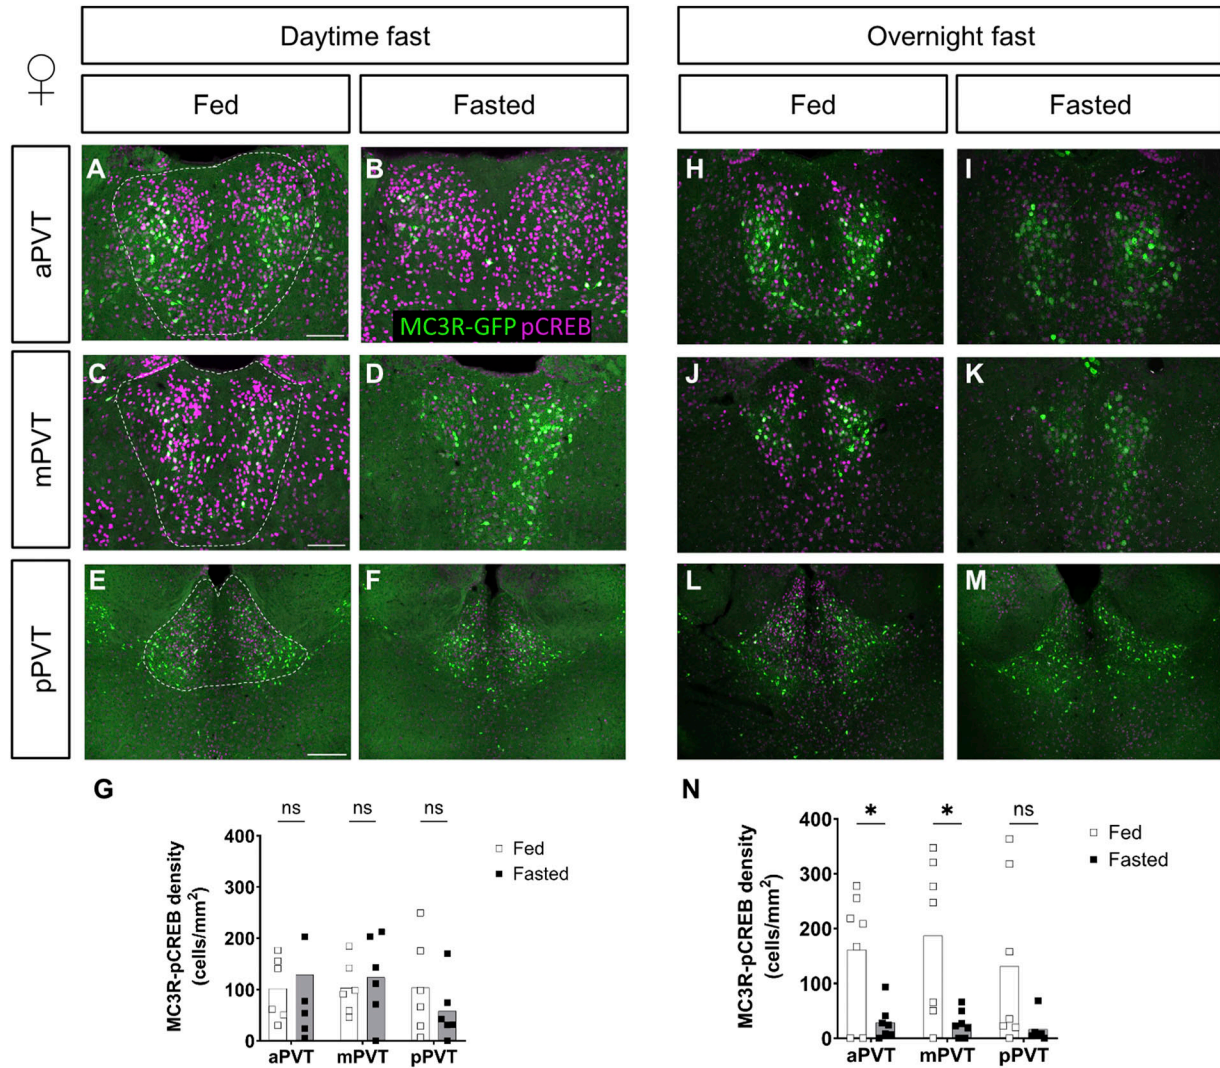 Daytime fast
Overnight fast
Fed
Fasted
Fed
Fasted
aPVT
A
B
H
I
MC3R-GFP pCREB
mPVT
C
D
J
K
pPVT
E
F
L
M
G
ns
ns
ns
MC3R-pCREB density
(cells/mm²)
400
300
200
100
0
aPVT
mPVT
pPVT
Fed
Fasted
N
*
*
ns
MC3R-pCREB density
(cells/mm²)
400
300
200
100
0
aPVT
mPVT
pPVT
Fed
Fasted